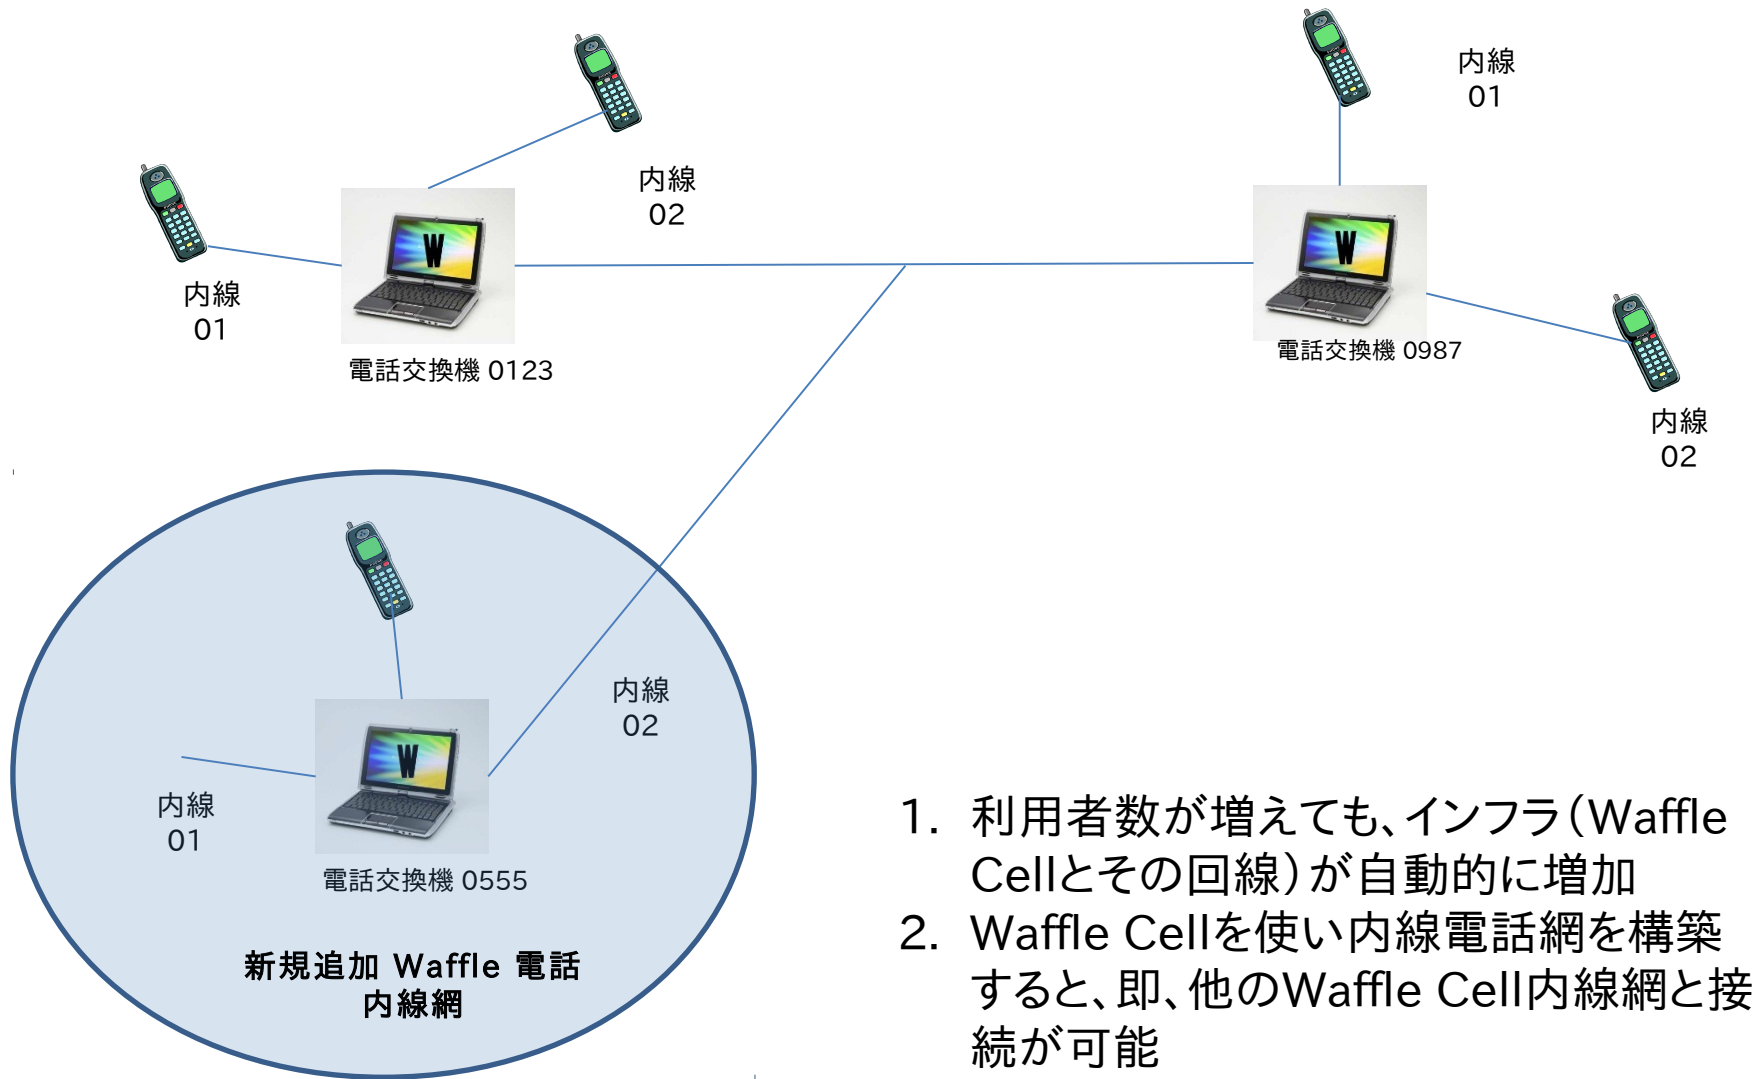 内線
01
内線
02
内線
01
W
W
内線
02
電話交換機 0123
電話交換機 0987
内線
02
内線
01
W
電話交換機 0555
新規追加 Waffle 電話
内線網
1. 利用者数が増えても、インフラ(Waffle
Cellとその回線)が自動的に増加
2. Waffle Cellを使い内線電話網を構築
すると、即、他のWaffle Cell内線網と接
続が可能